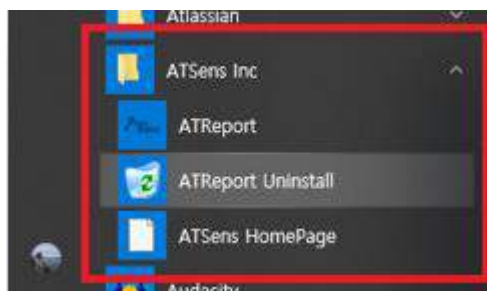 Atlassian
ATSens Inc
ATReport
ATReport Uninstall
ATSens HomePage
Audacity